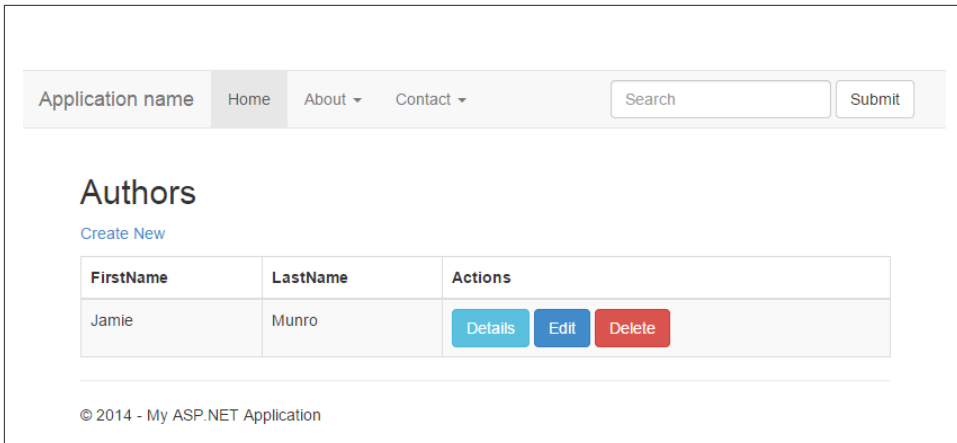 Application name Home About Contact Search Submit
Authors
Create New
FirstName LastName Actions
Jamie Munro Details Edit Delete
© 2014 - My ASP.NET Application